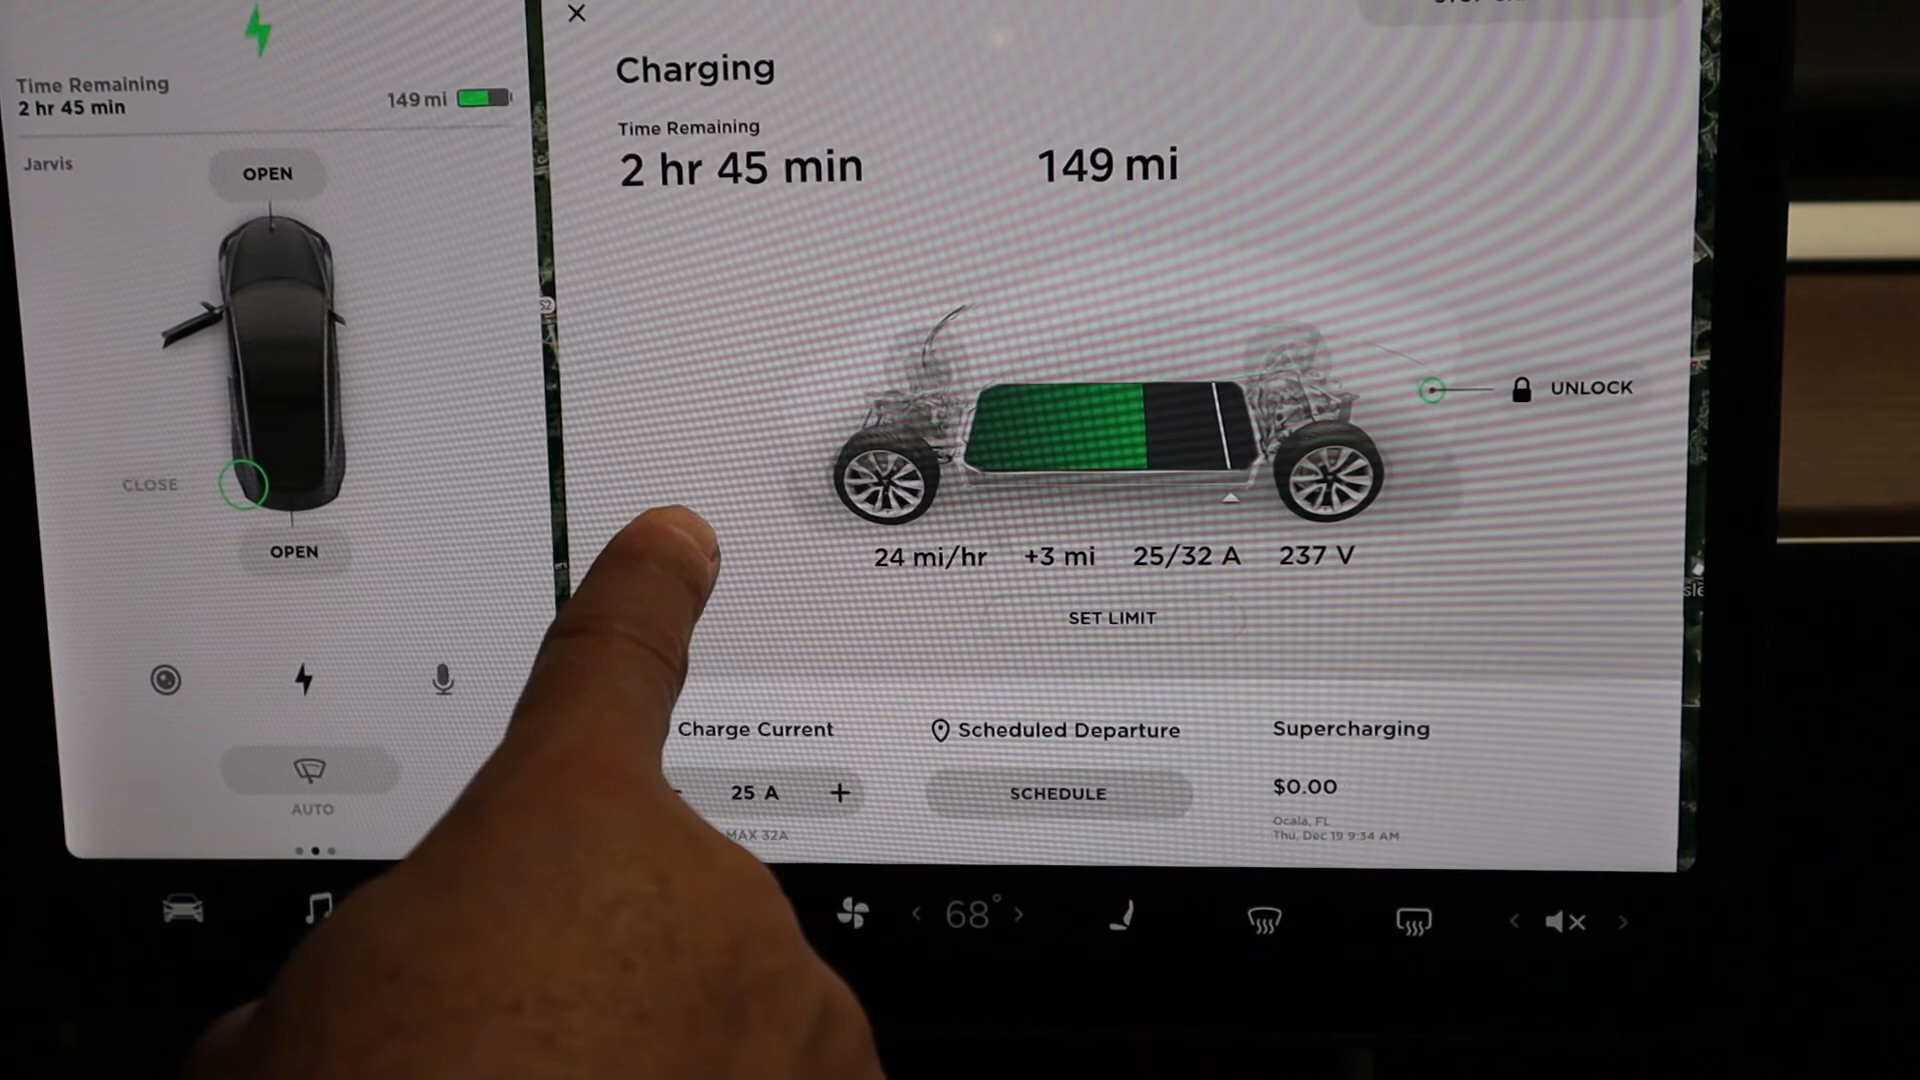 Time Remaining
2 hr 45 min
149 mi
Jarvis
OPEN
CLOSE
OPEN
AUTO
Charging
Time Remaining
2 hr 45 min
149 mi
UNLOCK
24 mi/hr +3 mi 25/32 A 237 V
SET LIMIT
Charge Current
- 25 A +
MAX 32A
Scheduled Departure
SCHEDULE
Supercharging
$0.00
Ocala, FL
Thu, Dec 19 9:34 AM
< 68° >